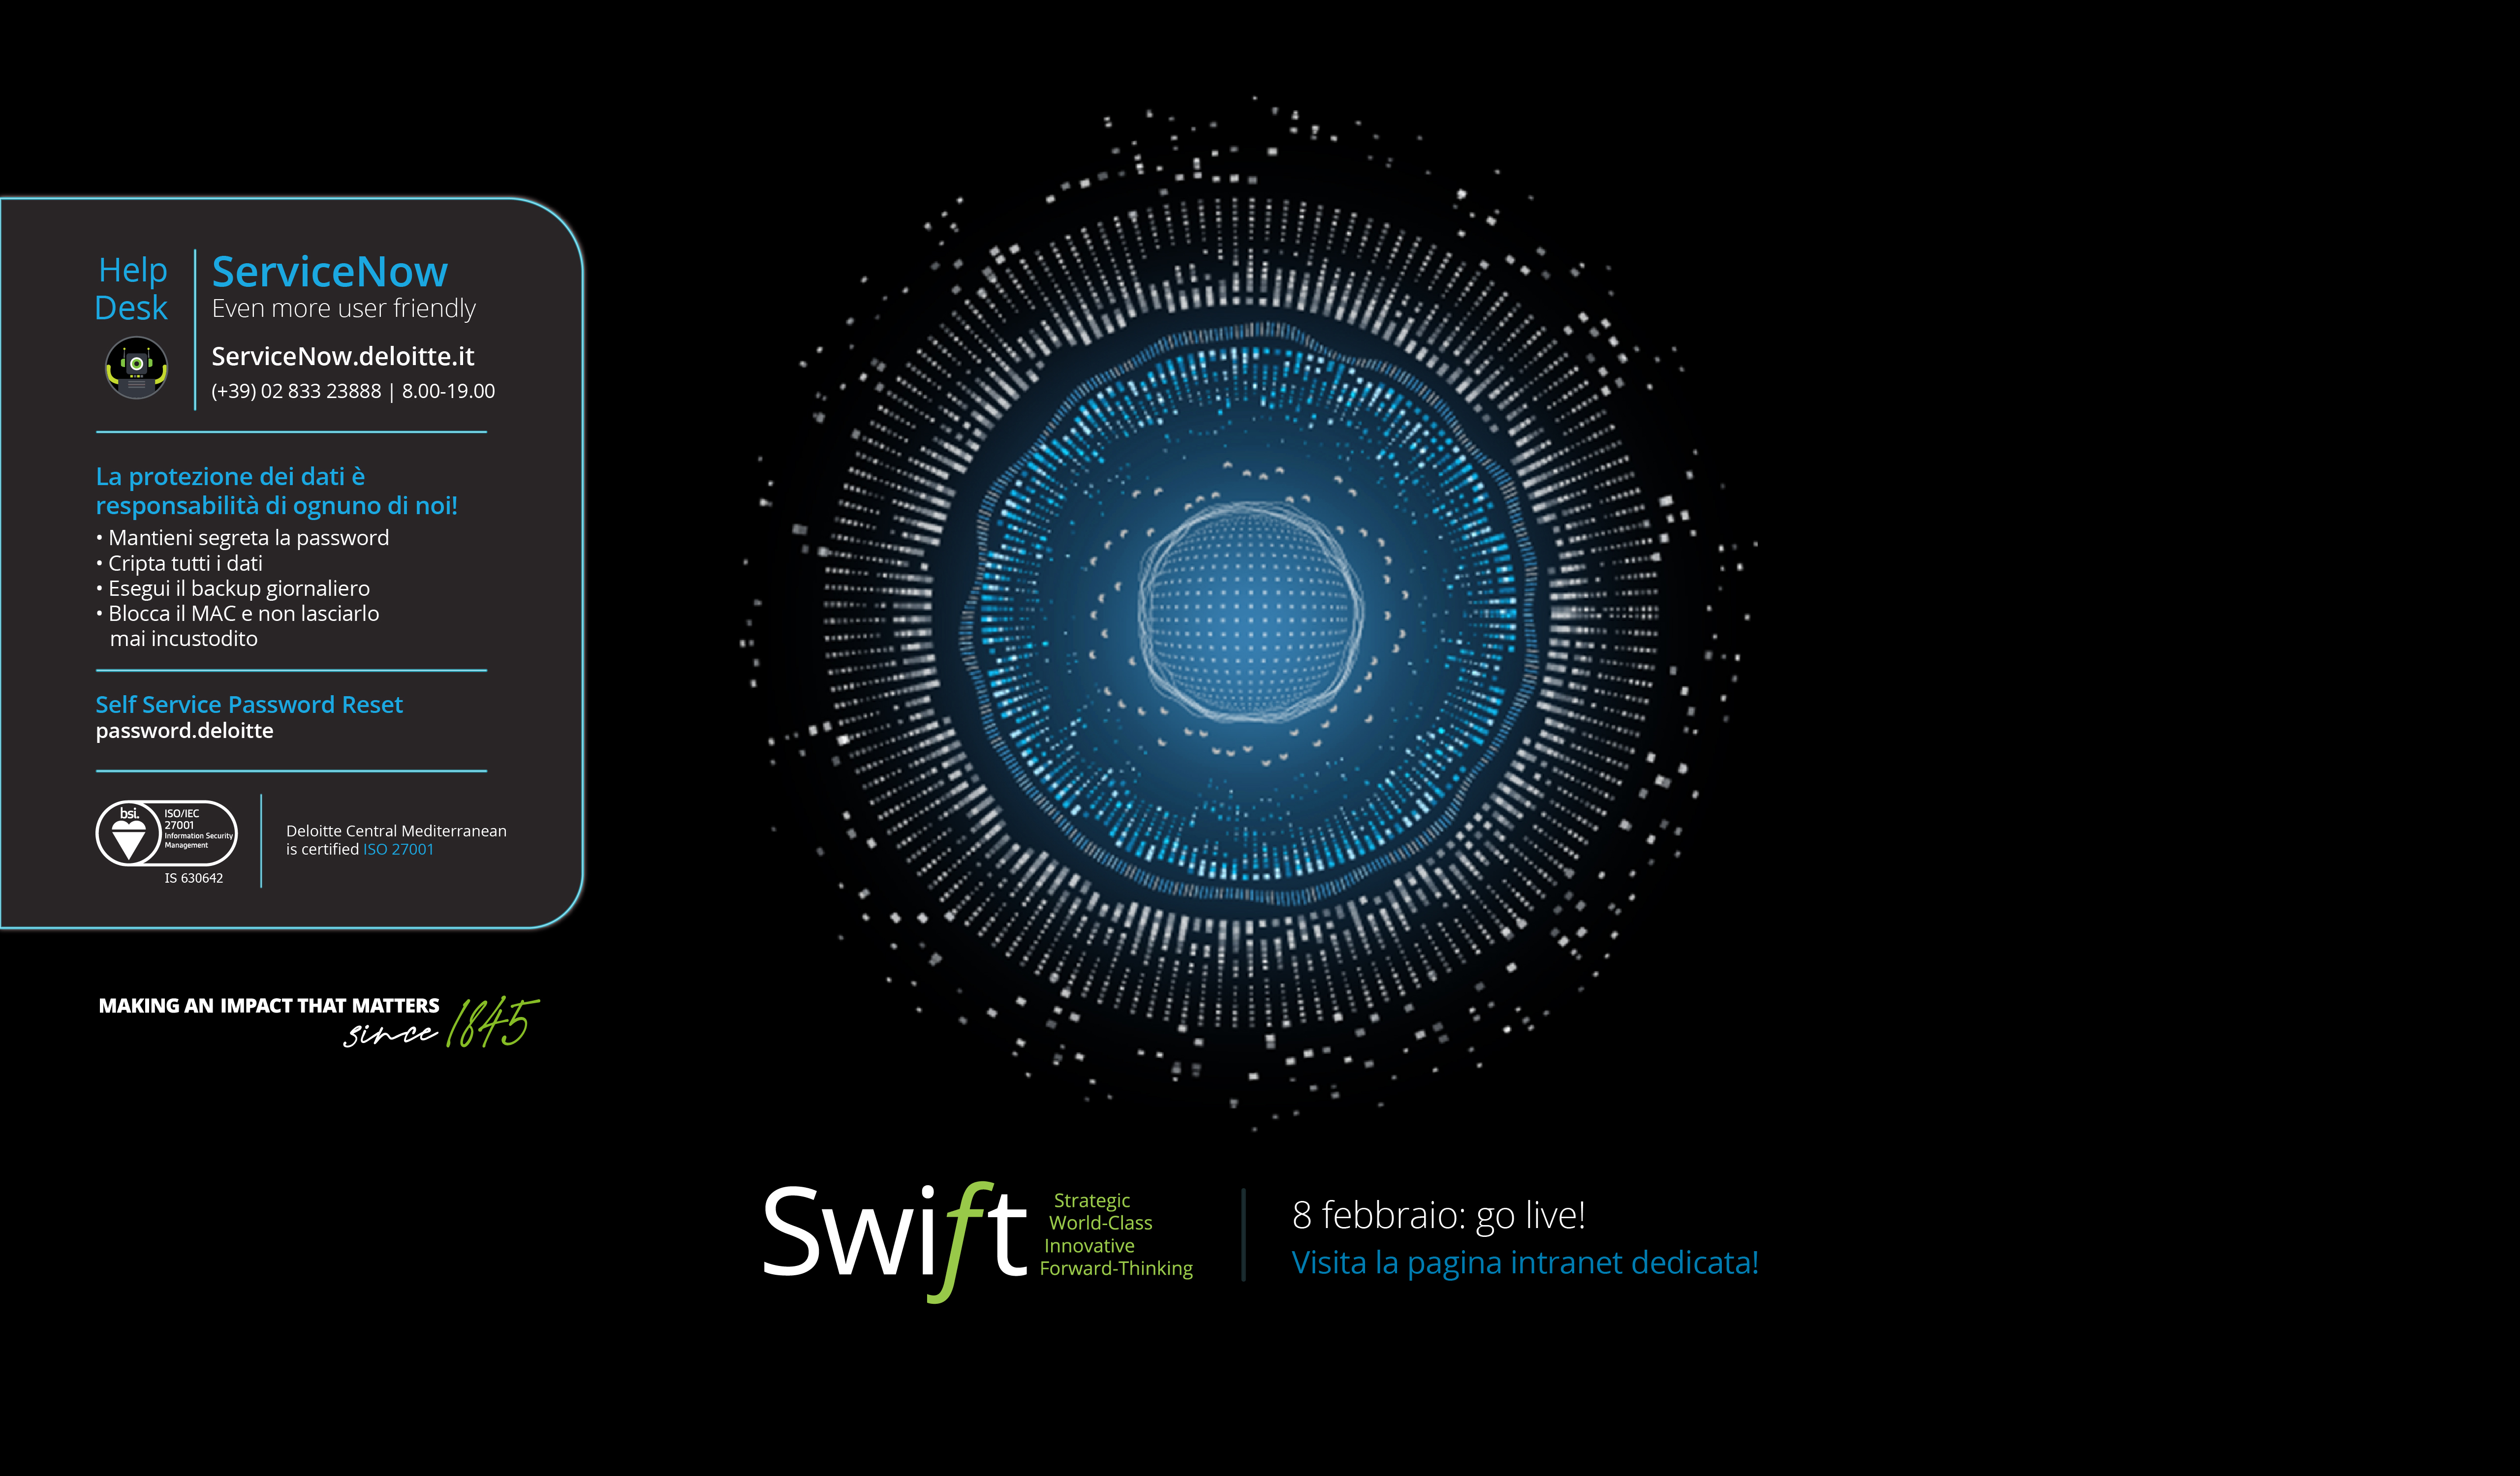 Help
Desk
ServiceNow
Even more user friendly
ServiceNow.deloitte.it
(+39) 02 833 23888 | 8.00-19.00
La protezione dei dati è
responsabilità di ognuno di noi!
• Mantieni segreta la password
• Cripta tutti i dati
• Esegui il backup giornaliero
• Blocca il MAC e non lasciarlo
mai incustodito
Self Service Password Reset
password.deloitte
bsi.
ISO/IEC
27001
Information Security
Management
IS 630642
Deloitte Central Mediterranean
is certified ISO 27001
MAKING AN IMPACT THAT MATTERS
since 1845
Swift
Strategic
World-Class
Innovative
Forward-Thinking
8 febbraio: go live!
Visita la pagina intranet dedicata!